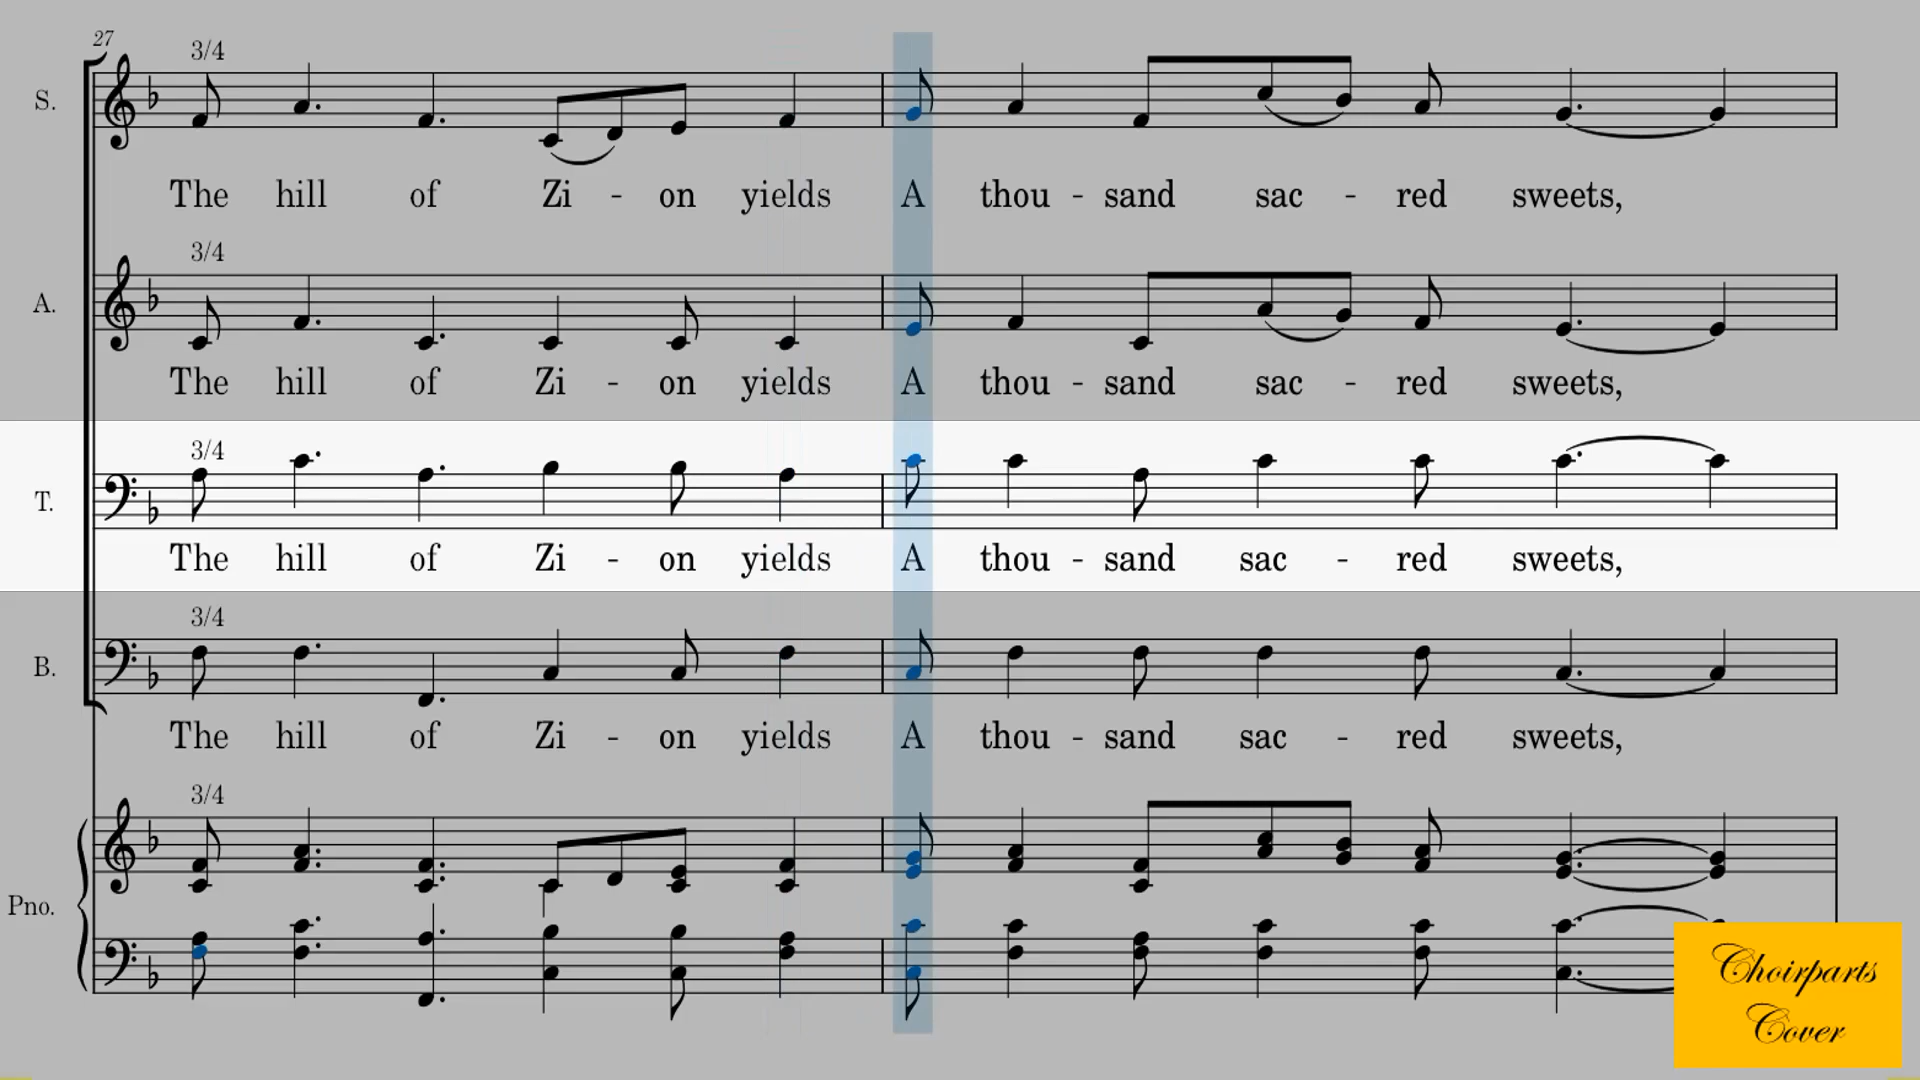 27
3/4
S.
The hill of Zi - on yields A thou - sand sac - red sweets,
3/4
A.
The hill of Zi - on yields A thou - sand sac - red sweets,
3/4
T.
The hill of Zi - on yields A thou - sand sac - red sweets,
3/4
B.
The hill of Zi - on yields A thou - sand sac - red sweets,
3/4
Pno.
Choirparts
Cover